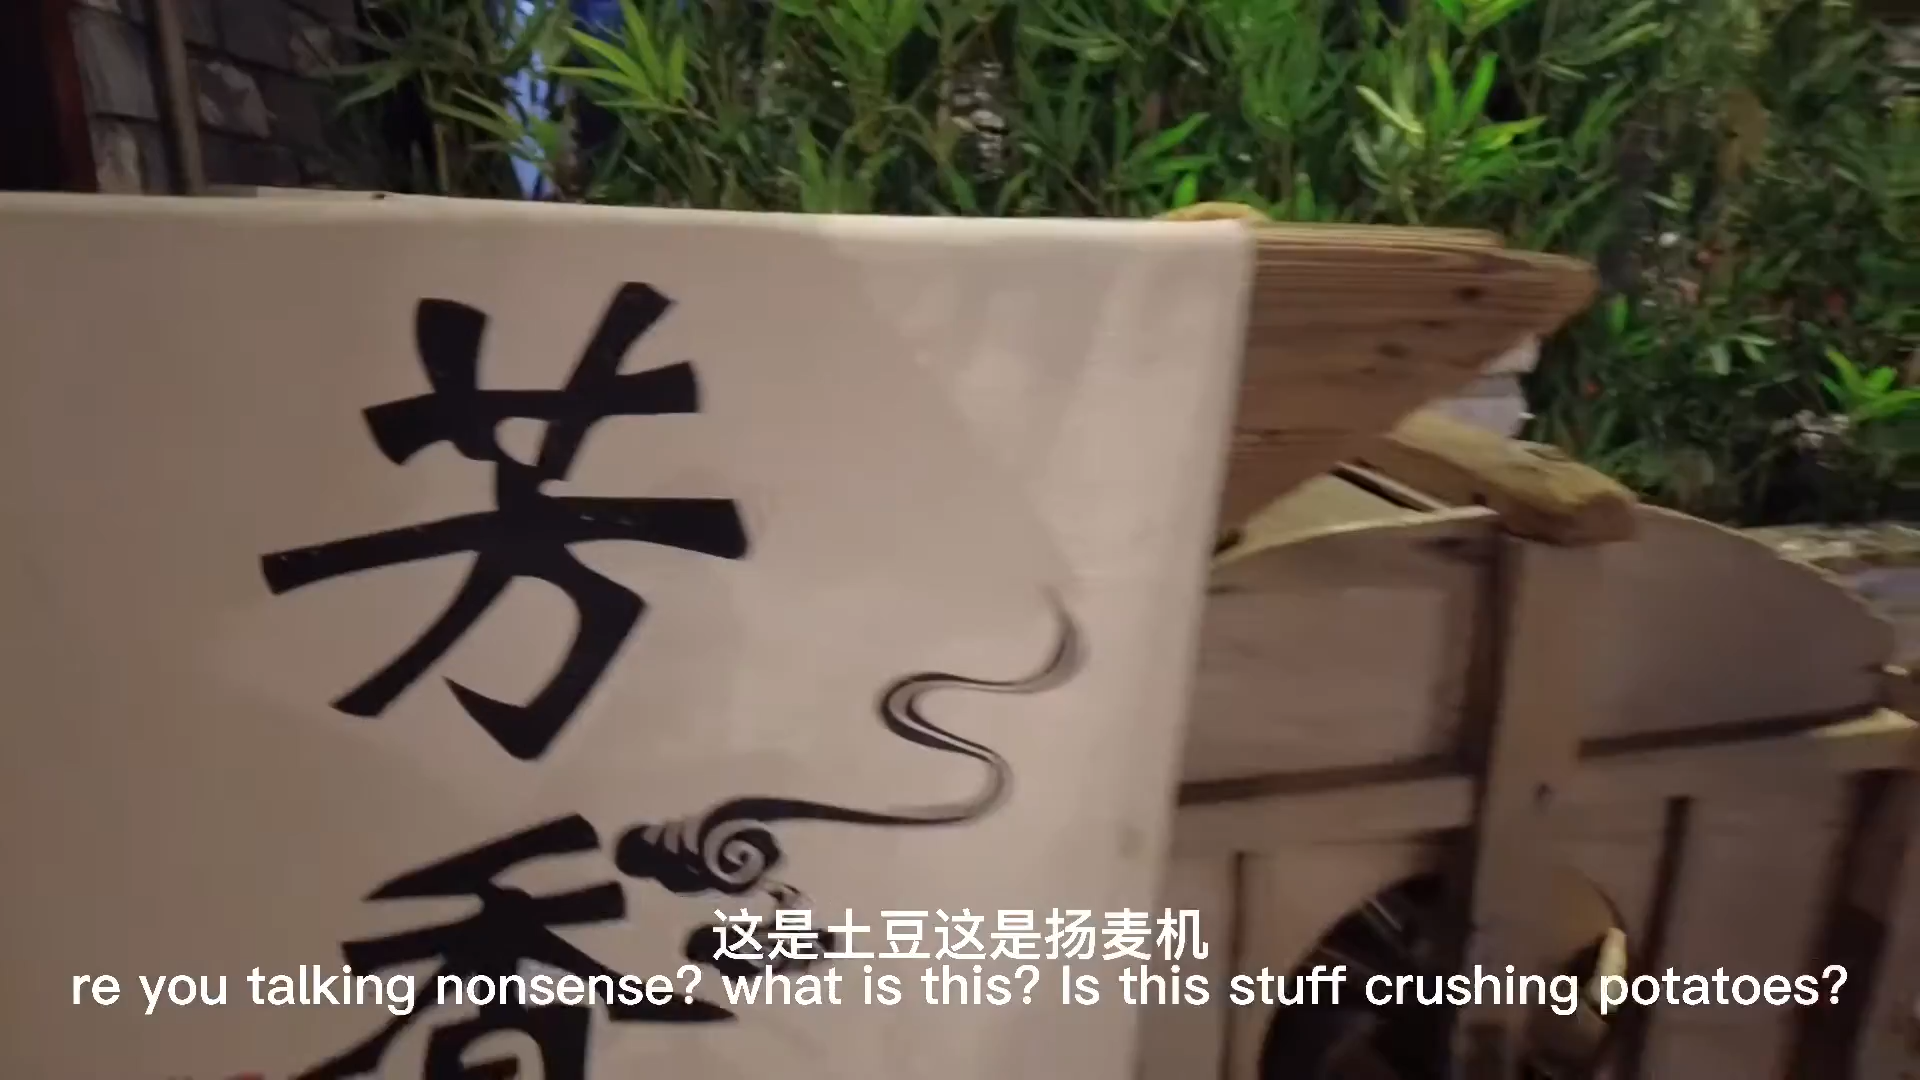 芳
香
这是土豆这是扬麦机
re you talking nonsense? what is this? Is this stuff crushing potatoes?